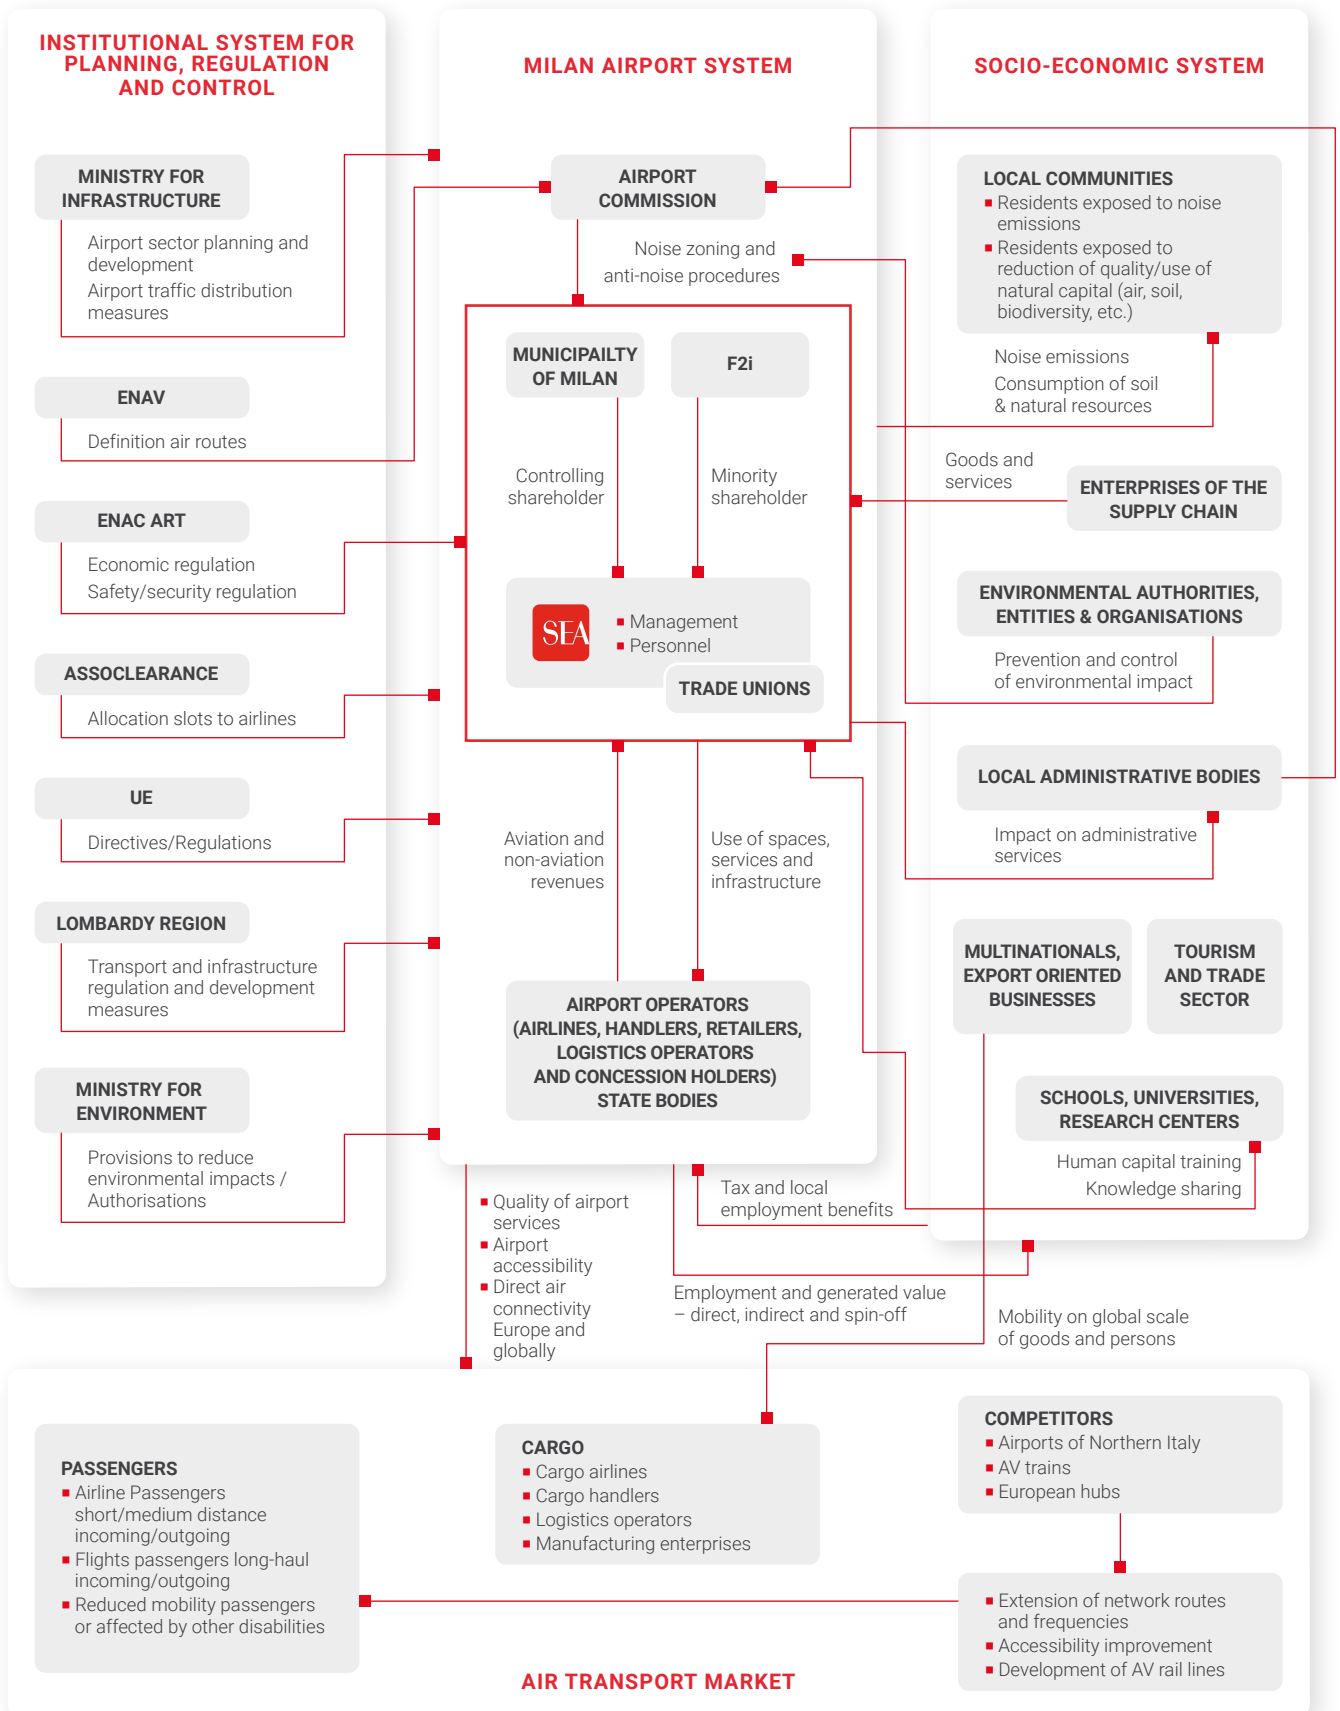 INSTITUTIONAL SYSTEM FOR
PLANNING, REGULATION
AND CONTROL
MINISTRY FOR
INFRASTRUCTURE
Airport sector planning and
development
Airport traffic distribution
measures
ENAV
Definition air routes
ENAC ART
Economic regulation
Safety/security regulation
ASSOCLEARANCE
Allocation slots to airlines
UE
Directives/Regulations
LOMBARDY REGION
Transport and infrastructure
regulation and development
measures
MINISTRY FOR
ENVIRONMENT
Provisions to reduce
environmental impacts /
Authorisations
MILAN AIRPORT SYSTEM
AIRPORT
COMMISSION
Noise zoning and
anti-noise procedures
MUNICIPAILTY
OF MILAN
F2i
Controlling
shareholder
Minority
shareholder
SEA
Management
Personnel
TRADE UNIONS
Aviation and
non-aviation
revenues
Use of spaces,
services and
infrastructure
AIRPORT OPERATORS
(AIRLINES, HANDLERS, RETAILERS,
LOGISTICS OPERATORS
AND CONCESSION HOLDERS)
STATE BODIES
SOCIO-ECONOMIC SYSTEM
LOCAL COMMUNITIES
Residents exposed to noise
emissions
Residents exposed to
reduction of quality/use of
natural capital (air, soil,
biodiversity, etc.)
Noise emissions
Consumption of soil
& natural resources
Goods and
services
ENTERPRISES OF THE
SUPPLY CHAIN
ENVIRONMENTAL AUTHORITIES,
ENTITIES & ORGANISATIONS
Prevention and control
of environmental impact
LOCAL ADMINISTRATIVE BODIES
Impact on administrative
services
MULTINATIONALS,
EXPORT ORIENTED
BUSINESSES
TOURISM
AND TRADE
SECTOR
SCHOOLS, UNIVERSITIES,
RESEARCH CENTERS
Human capital training
Knowledge sharing
Quality of airport
services
Airport
accessibility
Direct air
connectivity
Europe and
globally
Tax and local
employment benefits
Employment and generated value
– direct, indirect and spin-off
Mobility on global scale
of goods and persons
PASSENGERS
Airline Passengers
short/medium distance
incoming/outgoing
Flights passengers long-haul
incoming/outgoing
Reduced mobility passengers
or affected by other disabilities
CARGO
Cargo airlines
Cargo handlers
Logistics operators
Manufacturing enterprises
COMPETITORS
Airports of Northern Italy
AV trains
European hubs
Extension of network routes
and frequencies
Accessibility improvement
Development of AV rail lines
AIR TRANSPORT MARKET